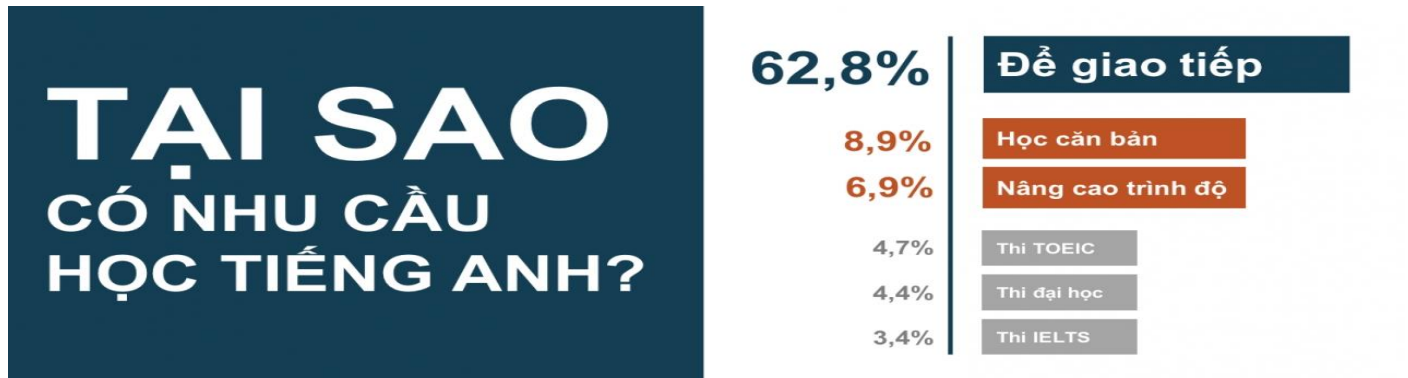 TẠI SAO
CÓ NHU CẦU
HỌC TIẾNG ANH?
62,8% Để giao tiếp
8,9% Học căn bản
6,9% Nâng cao trình độ
4,7% Thi TOEIC
4,4% Thi đại học
3,4% Thi IELTS